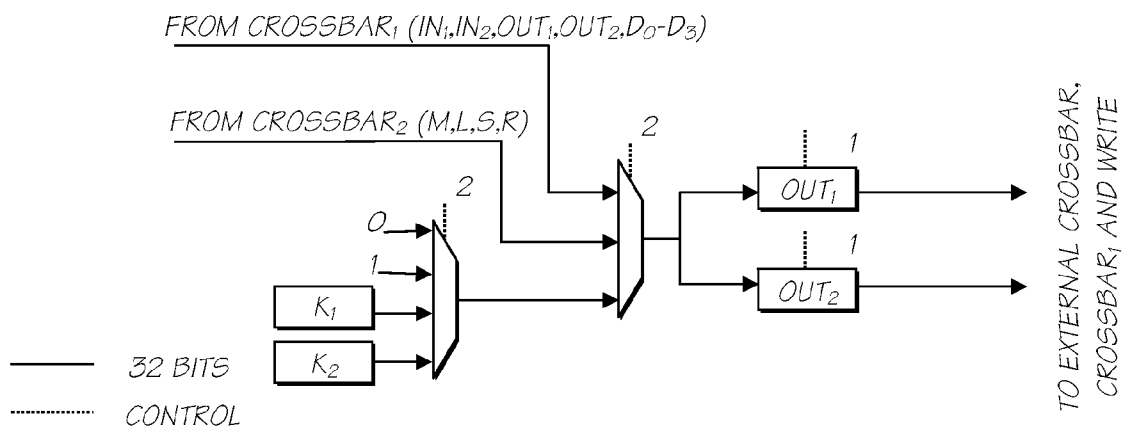 FROM CROSSBAR₁ (IN₁,IN₂,OUT₁,OUT₂,D₀-D₃)
FROM CROSSBAR₂ (M,L,S,R)
2
2
1
OUT₁
0
1
1
OUT₂
K₁
K₂
32 BITS
CONTROL
TO EXTERNAL CROSSBAR,
CROSSBAR₁ AND WRITE